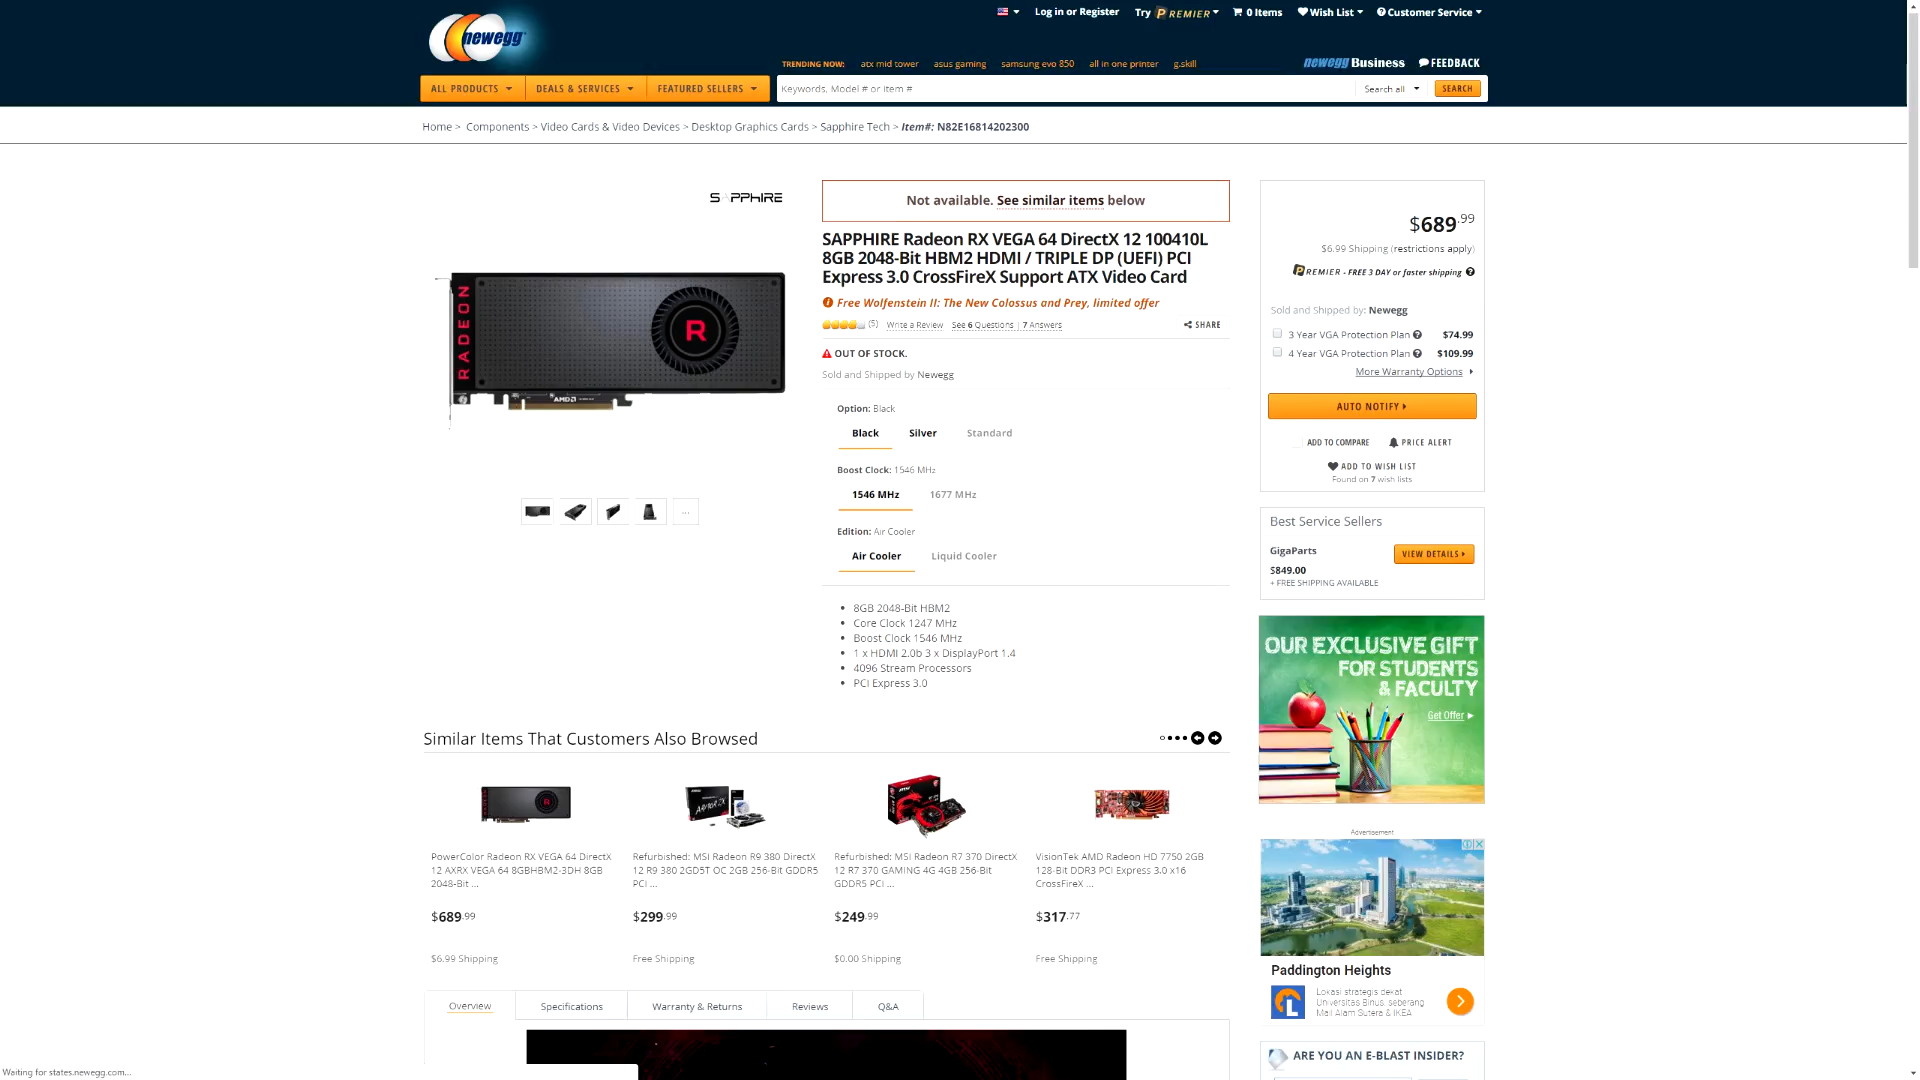 newegg
Log in or Register
Try PREMIER
0 Items
Wish List
Customer Service
TRENDING NOW: atx mid tower asus gaming samsung evo 850 all in one printer g.skill
newegg Business
FEEDBACK
ALL PRODUCTS
DEALS & SERVICES
FEATURED SELLERS
Keywords, Model # or Item #
Search all
SEARCH
Home > Components > Video Cards & Video Devices > Desktop Graphics Cards > Sapphire Tech > Item#: N82E16814202300
SAPPHIRE
RADEON
R
AMD
...
Not available. See similar items below
SAPPHIRE Radeon RX VEGA 64 DirectX 12 100410L
8GB 2048-Bit HBM2 HDMI / TRIPLE DP (UEFI) PCI
Express 3.0 CrossFireX Support ATX Video Card
Free Wolfenstein II: The New Colossus and Prey, limited offer
(5) Write a Review See 6 Questions | 7 Answers
SHARE
OUT OF STOCK.
Sold and Shipped by Newegg
Option: Black
Black Silver Standard
Boost Clock: 1546 MHz
1546 MHz 1677 MHz
Edition: Air Cooler
Air Cooler Liquid Cooler
• 8GB 2048-Bit HBM2
• Core Clock 1247 MHz
• Boost Clock 1546 MHz
• 1 x HDMI 2.0b 3 x DisplayPort 1.4
• 4096 Stream Processors
• PCI Express 3.0
$689.99
$6.99 Shipping (restrictions apply)
PREMIER - FREE 3 DAY or faster shipping
Sold and Shipped by: Newegg
3 Year VGA Protection Plan $74.99
4 Year VGA Protection Plan $109.99
More Warranty Options
AUTO NOTIFY
ADD TO COMPARE
PRICE ALERT
ADD TO WISH LIST
Found on 7 wish lists
Best Service Sellers
GigaParts
VIEW DETAILS
$849.00
+ FREE SHIPPING AVAILABLE
OUR EXCLUSIVE GIFT
FOR STUDENTS
& FACULTY
Get Offer
Advertisement
Paddington Heights
Lokasi strategis dekat
Universitas Binus, seberang
Mall Alam Sutera & IKEA
ARE YOU AN E-BLAST INSIDER?
Similar Items That Customers Also Browsed
PowerColor Radeon RX VEGA 64 DirectX
12 AXRX VEGA 64 8GBHBM2-3DH 8GB
2048-Bit ...
$689.99
$6.99 Shipping
Refurbished: MSI Radeon R9 380 DirectX
12 R9 380 2GD5T OC 2GB 256-Bit GDDR5
PCI ...
$299.99
Free Shipping
Refurbished: MSI Radeon R7 370 DirectX
12 R7 370 GAMING 4G 4GB 256-Bit
GDDR5 PCI ...
$249.99
$0.00 Shipping
VisionTek AMD Radeon HD 7750 2GB
128-Bit DDR3 PCI Express 3.0 x16
CrossFireX ...
$317.77
Free Shipping
Overview
Specifications
Warranty & Returns
Reviews
Q&A
Waiting for states.newegg.com...